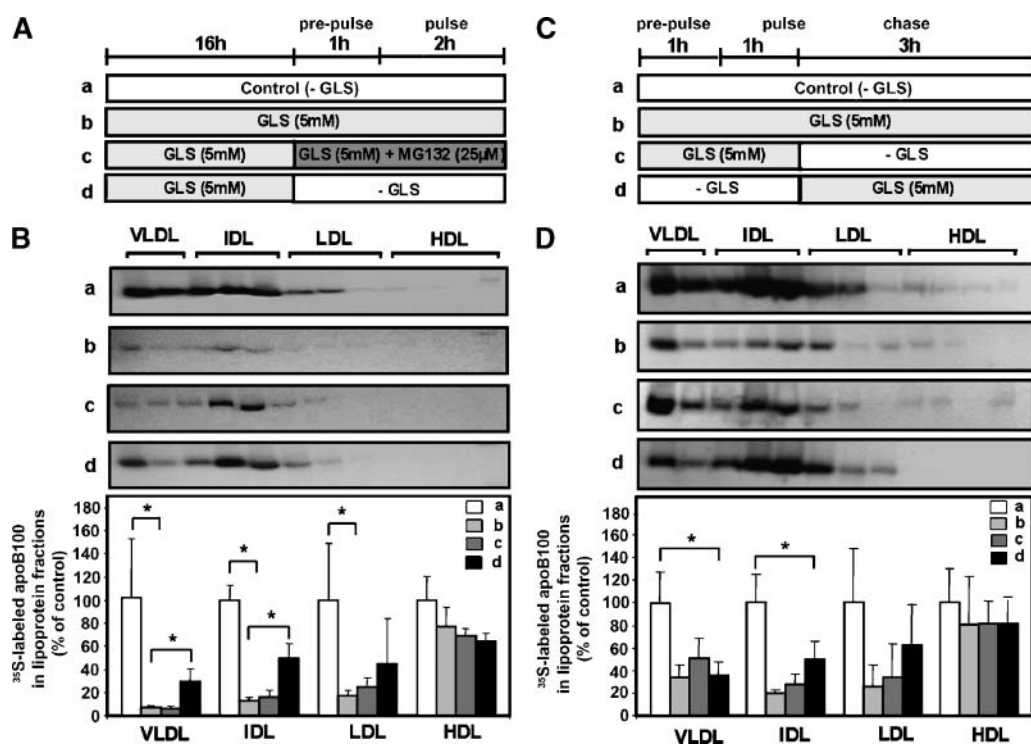 A
pre-pulse pulse
16h 1h 2h
a Control (- GLS)
b GLS (5mM)
c GLS (5mM) GLS (5mM) + MG132 (25µM)
d GLS (5mM) - GLS
B
VLDL IDL LDL HDL
a
b
c
d
³⁵S-labeled apoB100
in lipoprotein fractions
(% of control)
180
160
140
120
100
80
60
40
20
0
* * * * *
a
b
c
d
VLDL IDL LDL HDL
C
pre-pulse pulse chase
1h 1h 3h
a Control (- GLS)
b GLS (5mM)
c GLS (5mM) - GLS
d - GLS GLS (5mM)
D
VLDL IDL LDL HDL
a
b
c
d
³⁵S-labeled apoB100
in lipoprotein fractions
(% of control)
180
160
140
120
100
80
60
40
20
0
* *
a
b
c
d
VLDL IDL LDL HDL